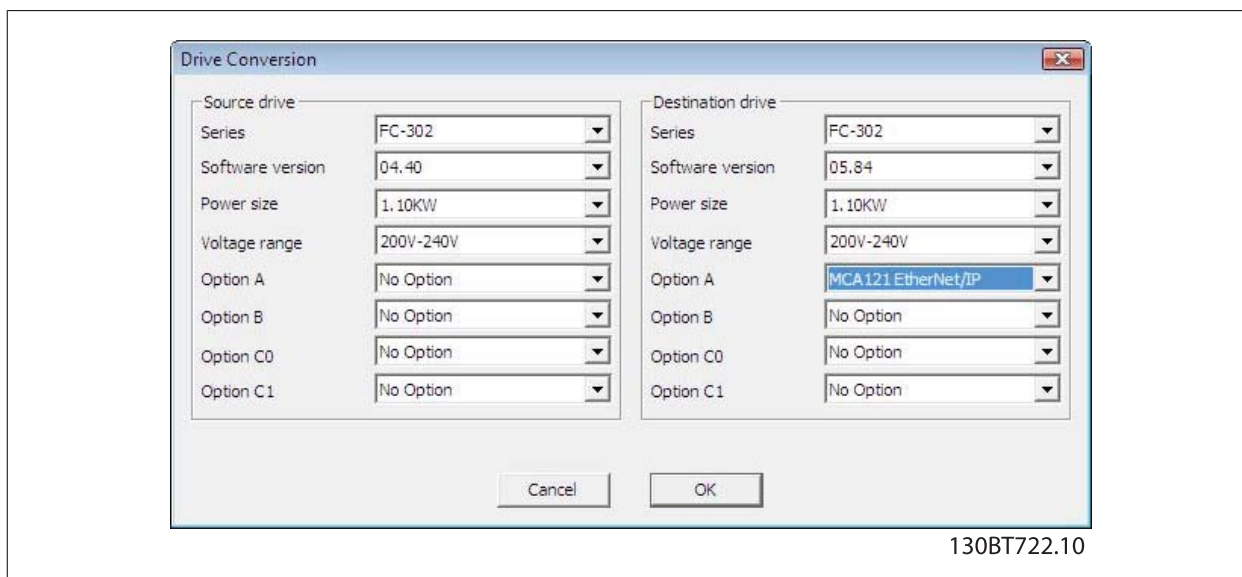 Drive Conversion
Source drive
Series FC-302
Software version 04.40
Power size 1.10KW
Voltage range 200V-240V
Option A No Option
Option B No Option
Option C0 No Option
Option C1 No Option
Destination drive
Series FC-302
Software version 05.84
Power size 1.10KW
Voltage range 200V-240V
Option A MCA121 EtherNet/IP
Option B No Option
Option C0 No Option
Option C1 No Option
Cancel OK
130BT722.10